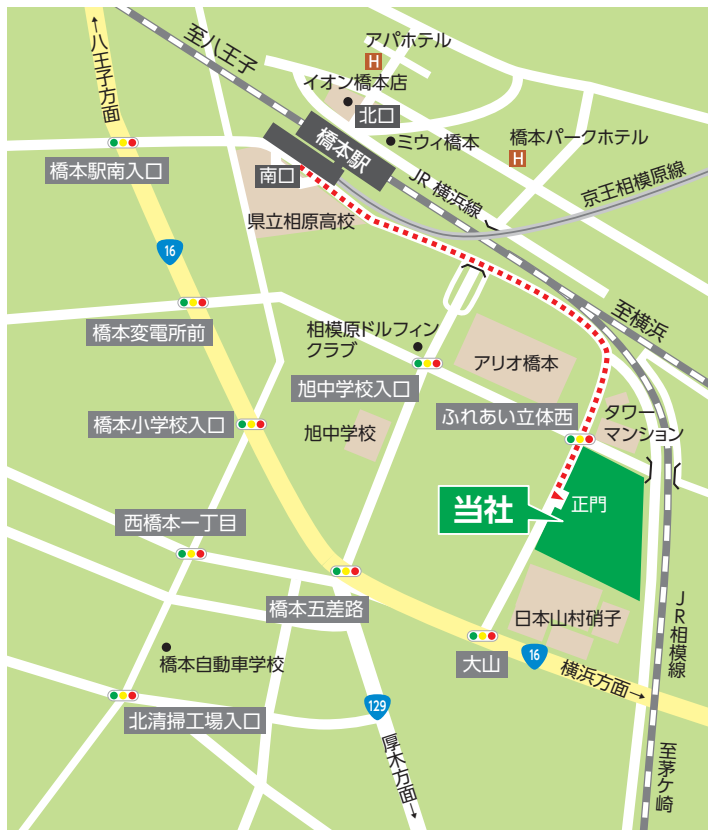 ←八王子方面
至八王子
アパホテル
H
イオン橋本店
北口
橋本駅
ミウィ橋本
橋本パークホテル
H
橋本駅南入口
南口
JR 横浜線
京王相模原線
県立相原高校
16
至横浜
橋本変電所前
相模原ドルフィン
クラブ
アリオ橋本
旭中学校入口
橋本小学校入口
旭中学校
ふれあい立体西
タワー
マンション
当社
正門
西橋本一丁目
橋本五差路
日本山村硝子
JR相模線
橋本自動車学校
大山
16
横浜方面→
北清掃工場入口
129
厚木方面→
至茅ケ崎